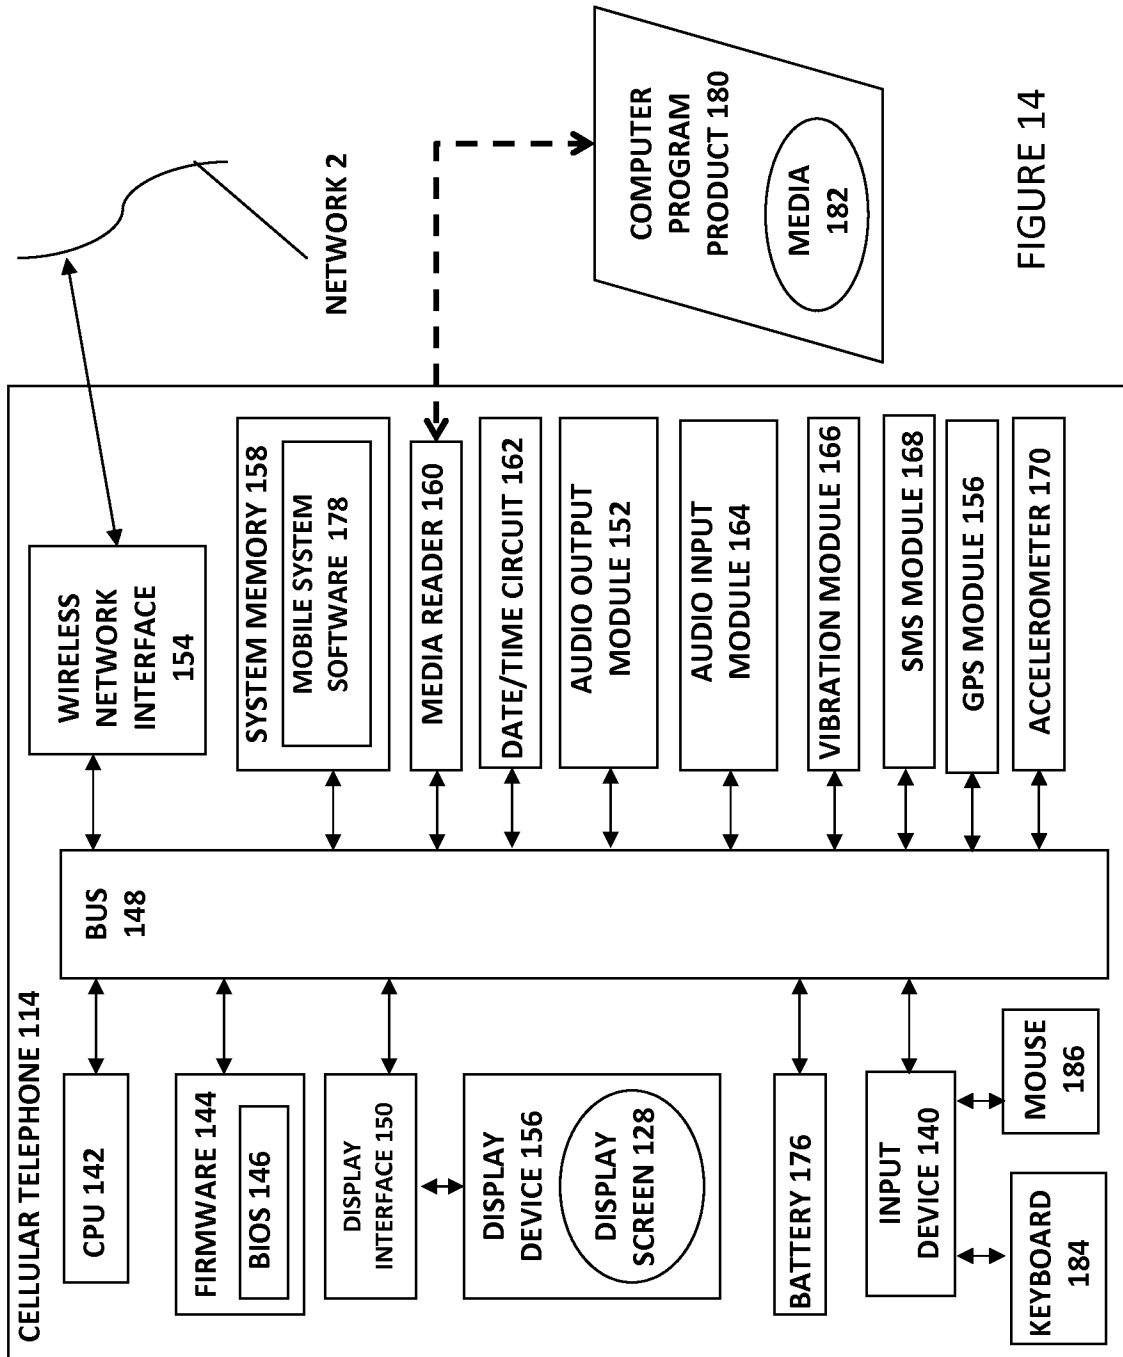 CELLULAR TELEPHONE 114
CPU 142
FIRMWARE 144
BIOS 146
DISPLAY
INTERFACE 150
DISPLAY
DEVICE 156
DISPLAY
SCREEN 128
BATTERY 176
INPUT
DEVICE 140
KEYBOARD
184
MOUSE
186
BUS
148
WIRELESS
NETWORK
INTERFACE
154
SYSTEM MEMORY 158
MOBILE SYSTEM
SOFTWARE 178
MEDIA READER 160
DATE/TIME CIRCUIT 162
AUDIO OUTPUT
MODULE 152
AUDIO INPUT
MODULE 164
VIBRATION MODULE 166
SMS MODULE 168
GPS MODULE 156
ACCELEROMETER 170
NETWORK 2
COMPUTER
PROGRAM
PRODUCT 180
MEDIA
182
FIGURE 14